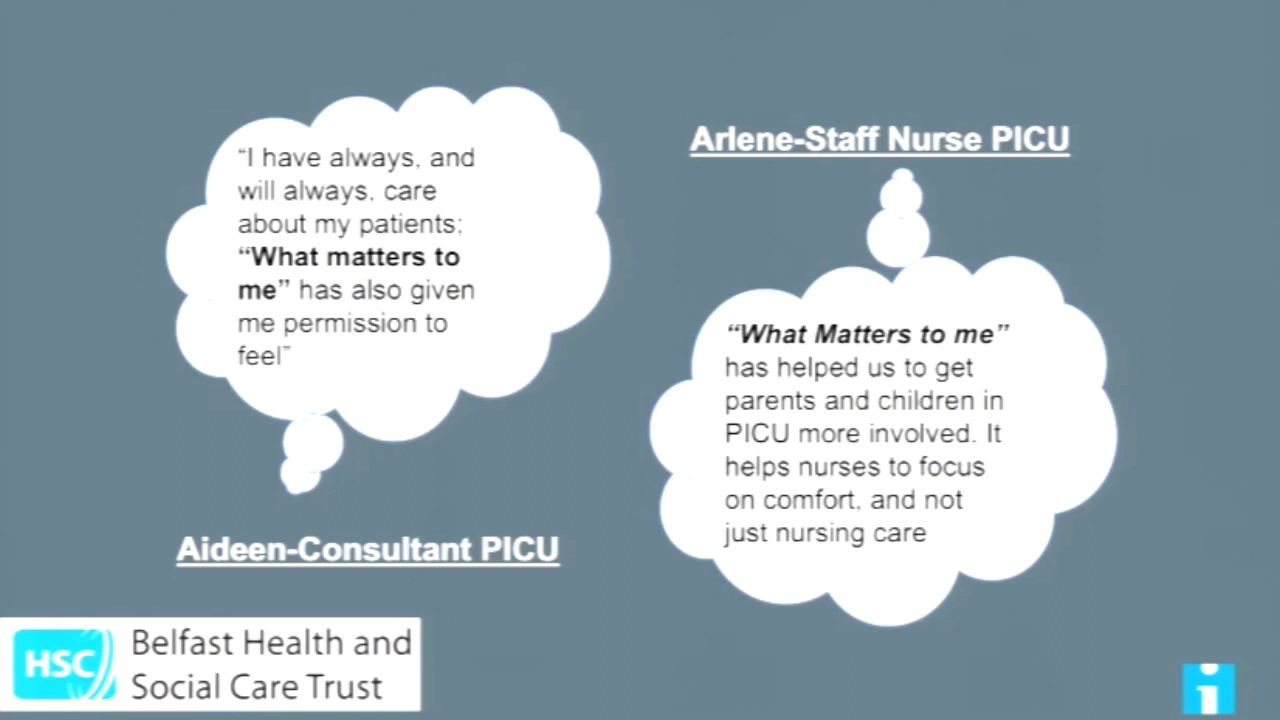 “I have always, and
will always, care
about my patients;
“What matters to
me” has also given
me permission to
feel”
Aideen-Consultant PICU
Arlene-Staff Nurse PICU
“What Matters to me”
has helped us to get
parents and children in
PICU more involved. It
helps nurses to focus
on comfort, and not
just nursing care
HSC
Belfast Health and
Social Care Trust
i